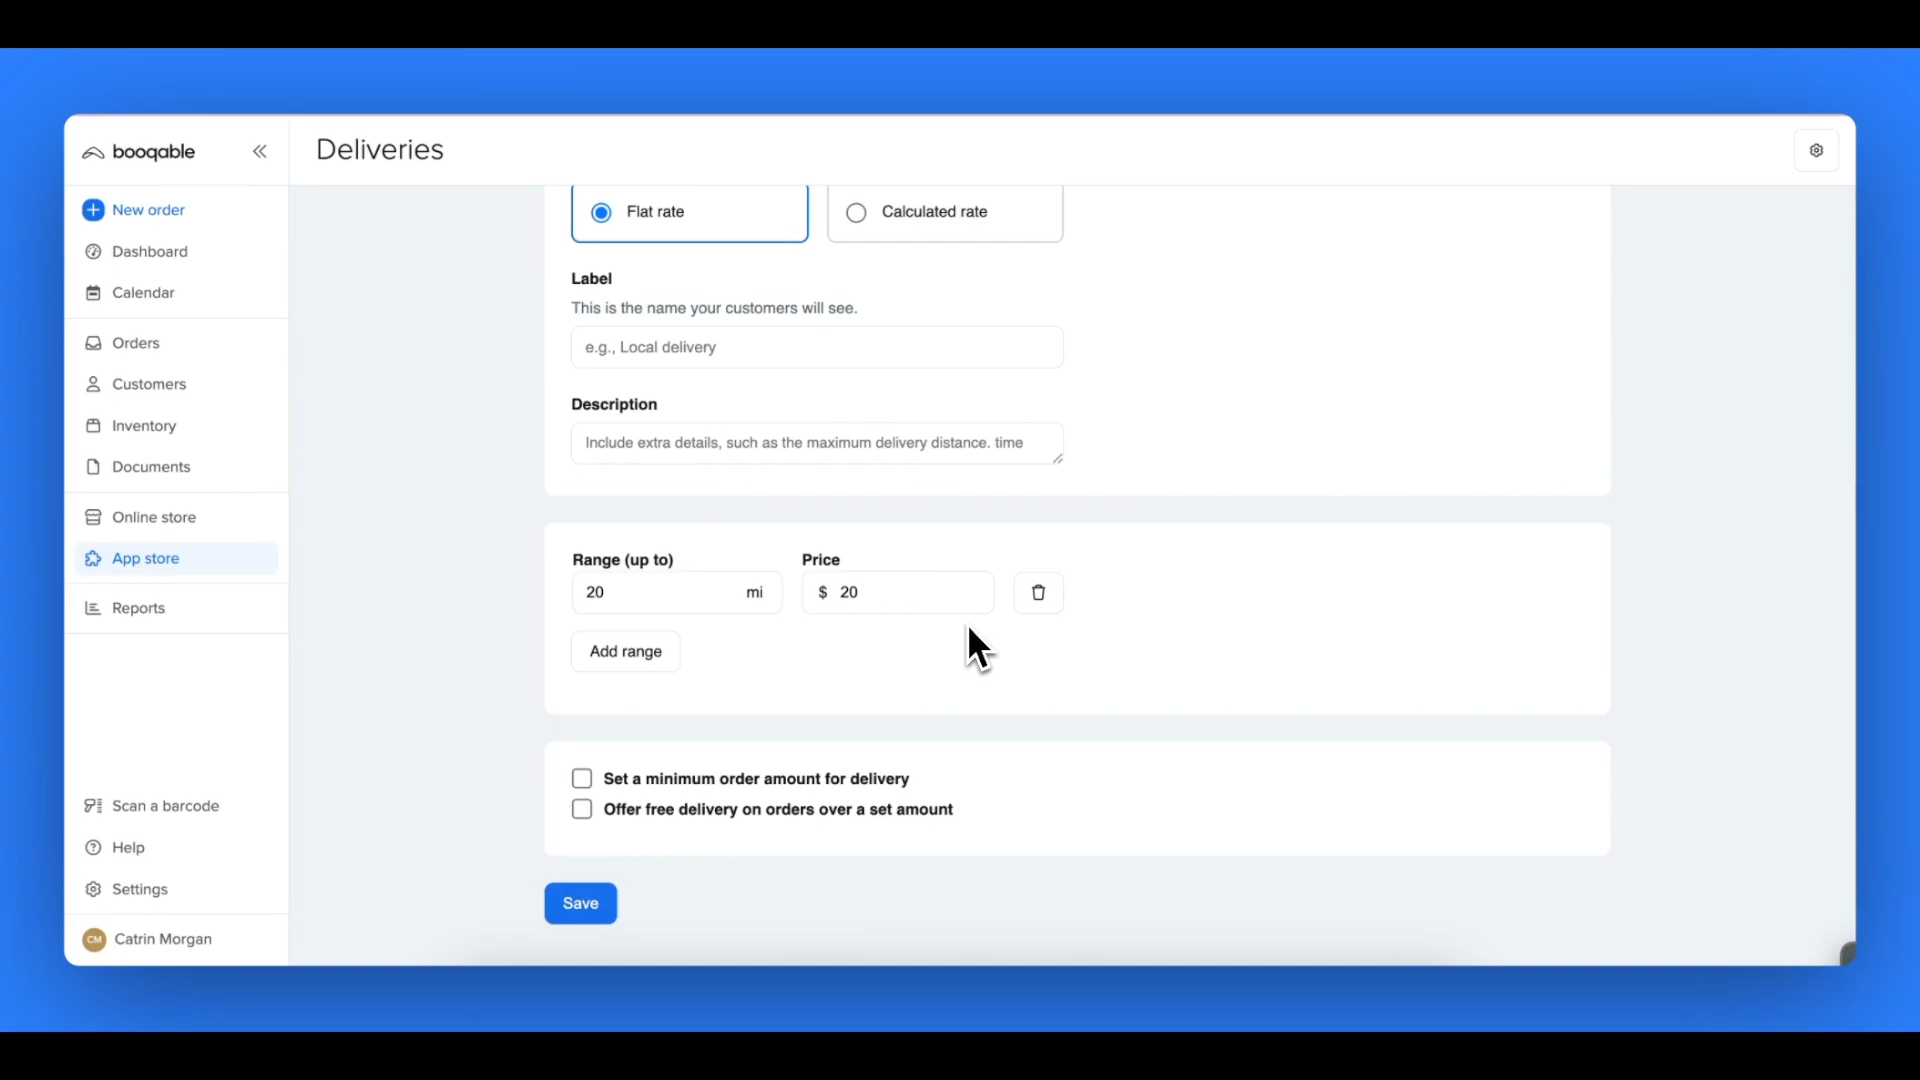 booqable
Deliveries
New order
Dashboard
Calendar
Orders
Customers
Inventory
Documents
Online store
App store
Reports
Scan a barcode
Help
Settings
CM Catrin Morgan
Flat rate
Calculated rate
Label
This is the name your customers will see.
e.g., Local delivery
Description
Include extra details, such as the maximum delivery distance. time
Range (up to) Price
20 mi $ 20
Add range
Set a minimum order amount for delivery
Offer free delivery on orders over a set amount
Save